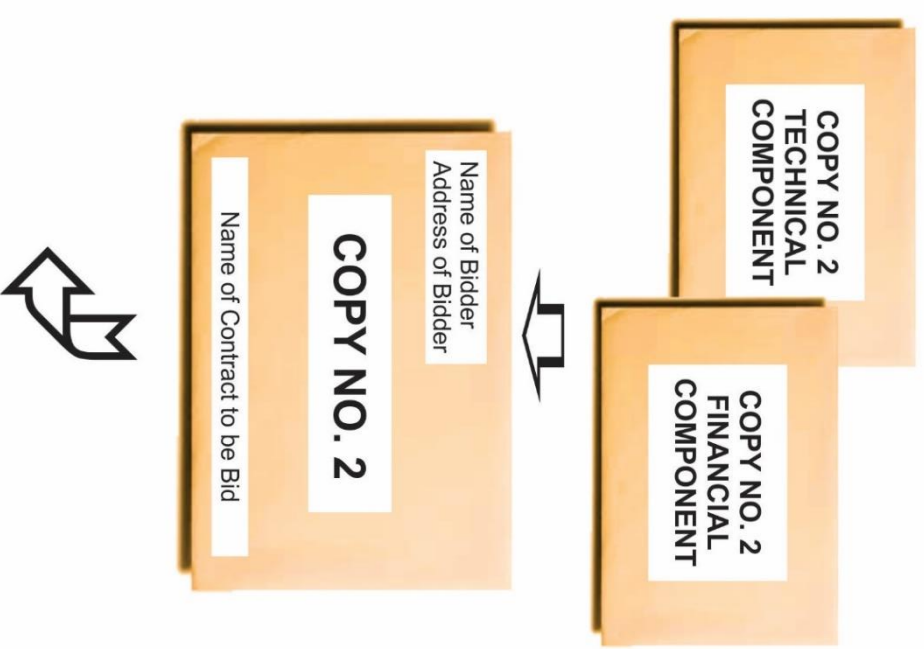 COPY NO. 2
TECHNICAL
COMPONENT
COPY NO. 2
FINANCIAL
COMPONENT
Name of Bidder
Address of Bidder
COPY NO. 2
Name of Contract to be Bid